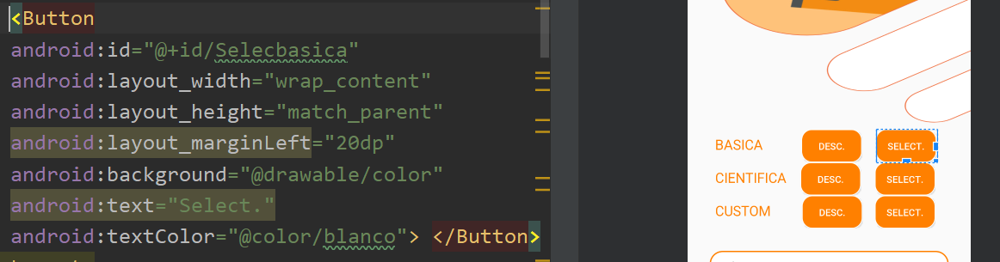 <Button
android:id="@+id/Selecbasica"
android:layout_width="wrap_content"
android:layout_height="match_parent"
android:layout_marginLeft="20dp"
android:background="@drawable/color"
android:text="Select."
android:textColor="@color/blanco"> </Button>
BASICA DESC. SELECT.
CIENTIFICA DESC. SELECT.
CUSTOM DESC. SELECT.